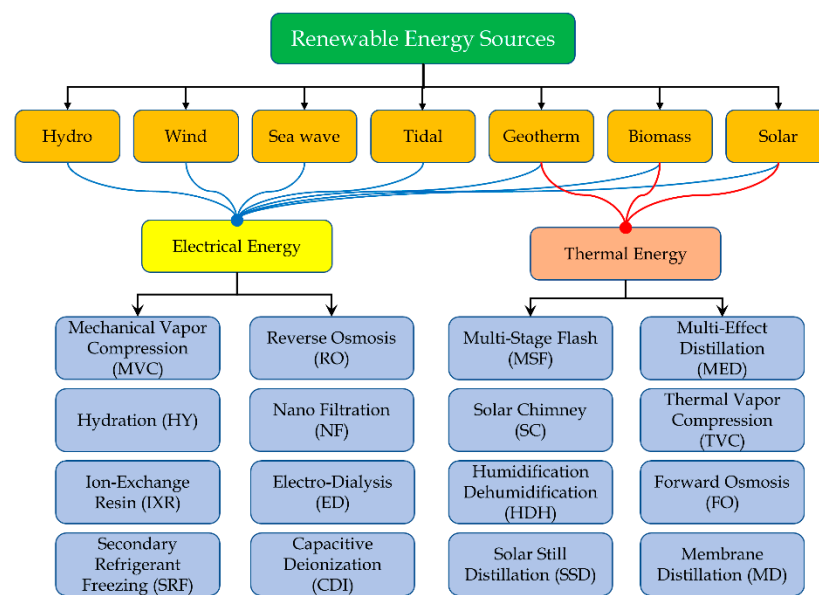 Renewable Energy Sources
Hydro
Wind
Sea wave
Tidal
Geotherm
Biomass
Solar
Electrical Energy
Thermal Energy
Mechanical Vapor
Compression
(MVC)
Reverse Osmosis
(RO)
Multi-Stage Flash
(MSF)
Multi-Effect
Distillation
(MED)
Hydration (HY)
Nano Filtration
(NF)
Solar Chimney
(SC)
Thermal Vapor
Compression
(TVC)
Ion-Exchange
Resin (IXR)
Electro-Dialysis
(ED)
Humidification
Dehumidification
(HDH)
Forward Osmosis
(FO)
Secondary
Refrigerant
Freezing (SRF)
Capacitive
Deionization
(CDI)
Solar Still
Distillation (SSD)
Membrane
Distillation (MD)